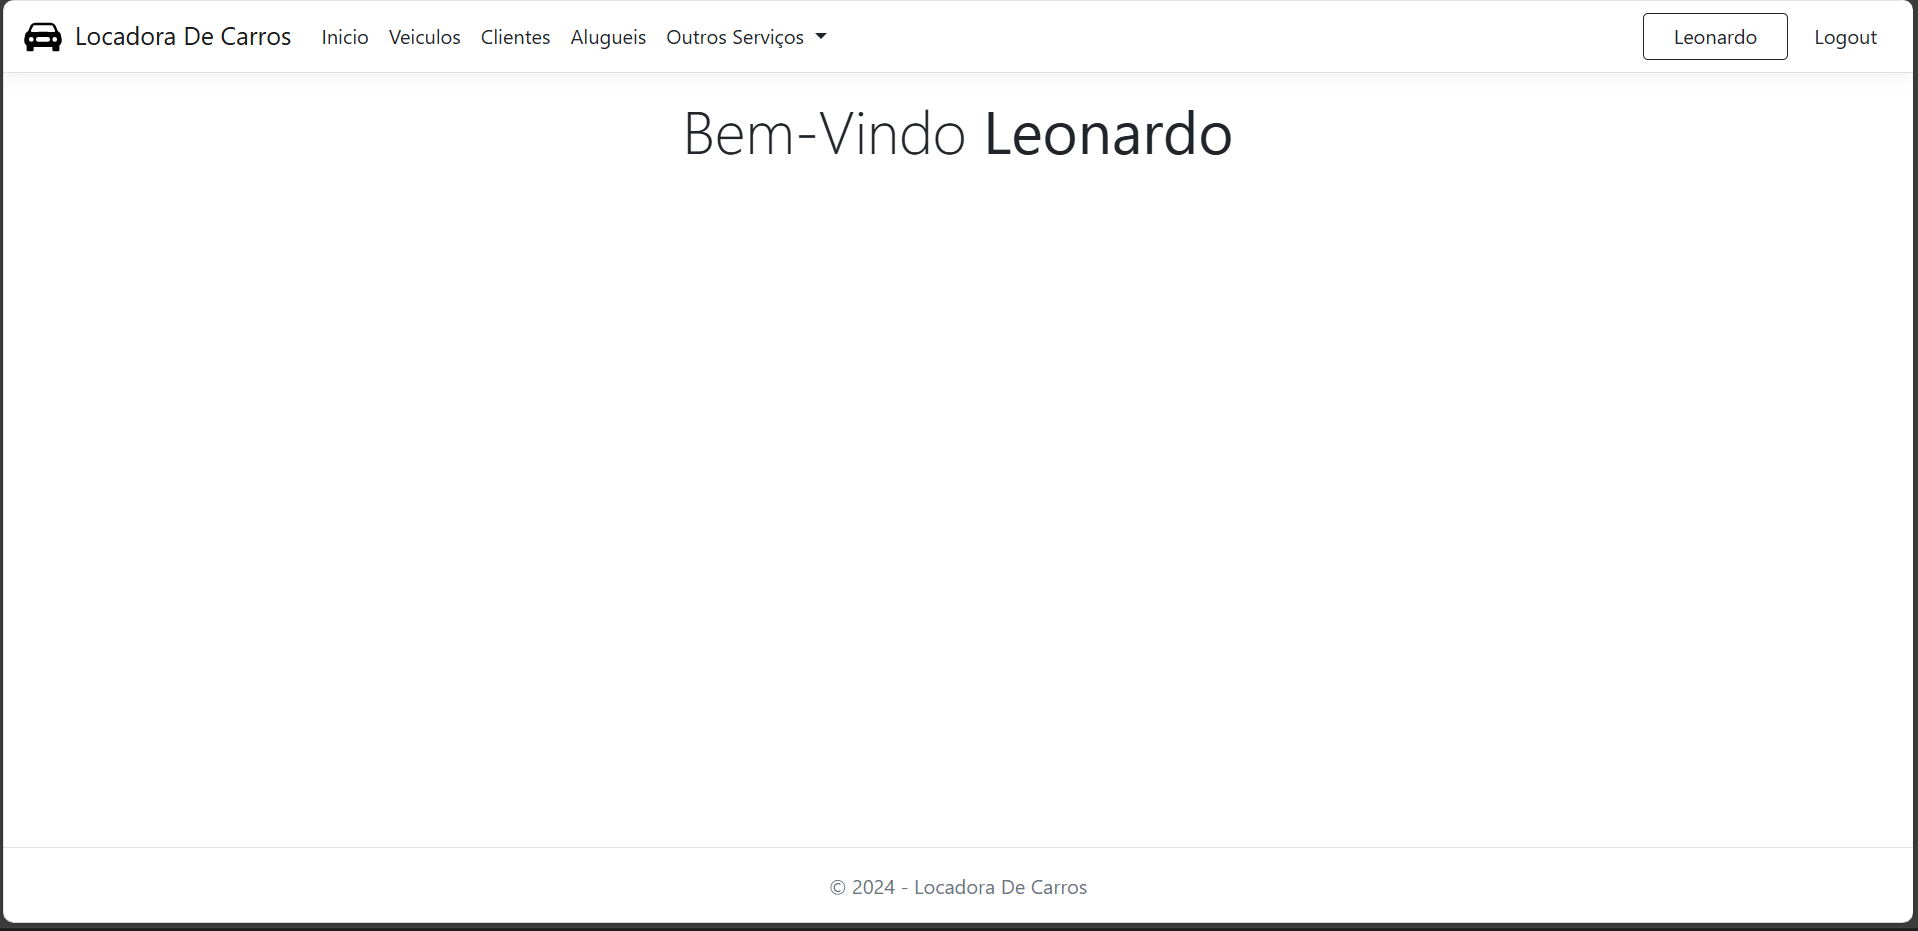 Locadora De Carros Inicio Veiculos Clientes Alugueis Outros Serviços Leonardo Logout
Bem-Vindo Leonardo
© 2024 - Locadora De Carros